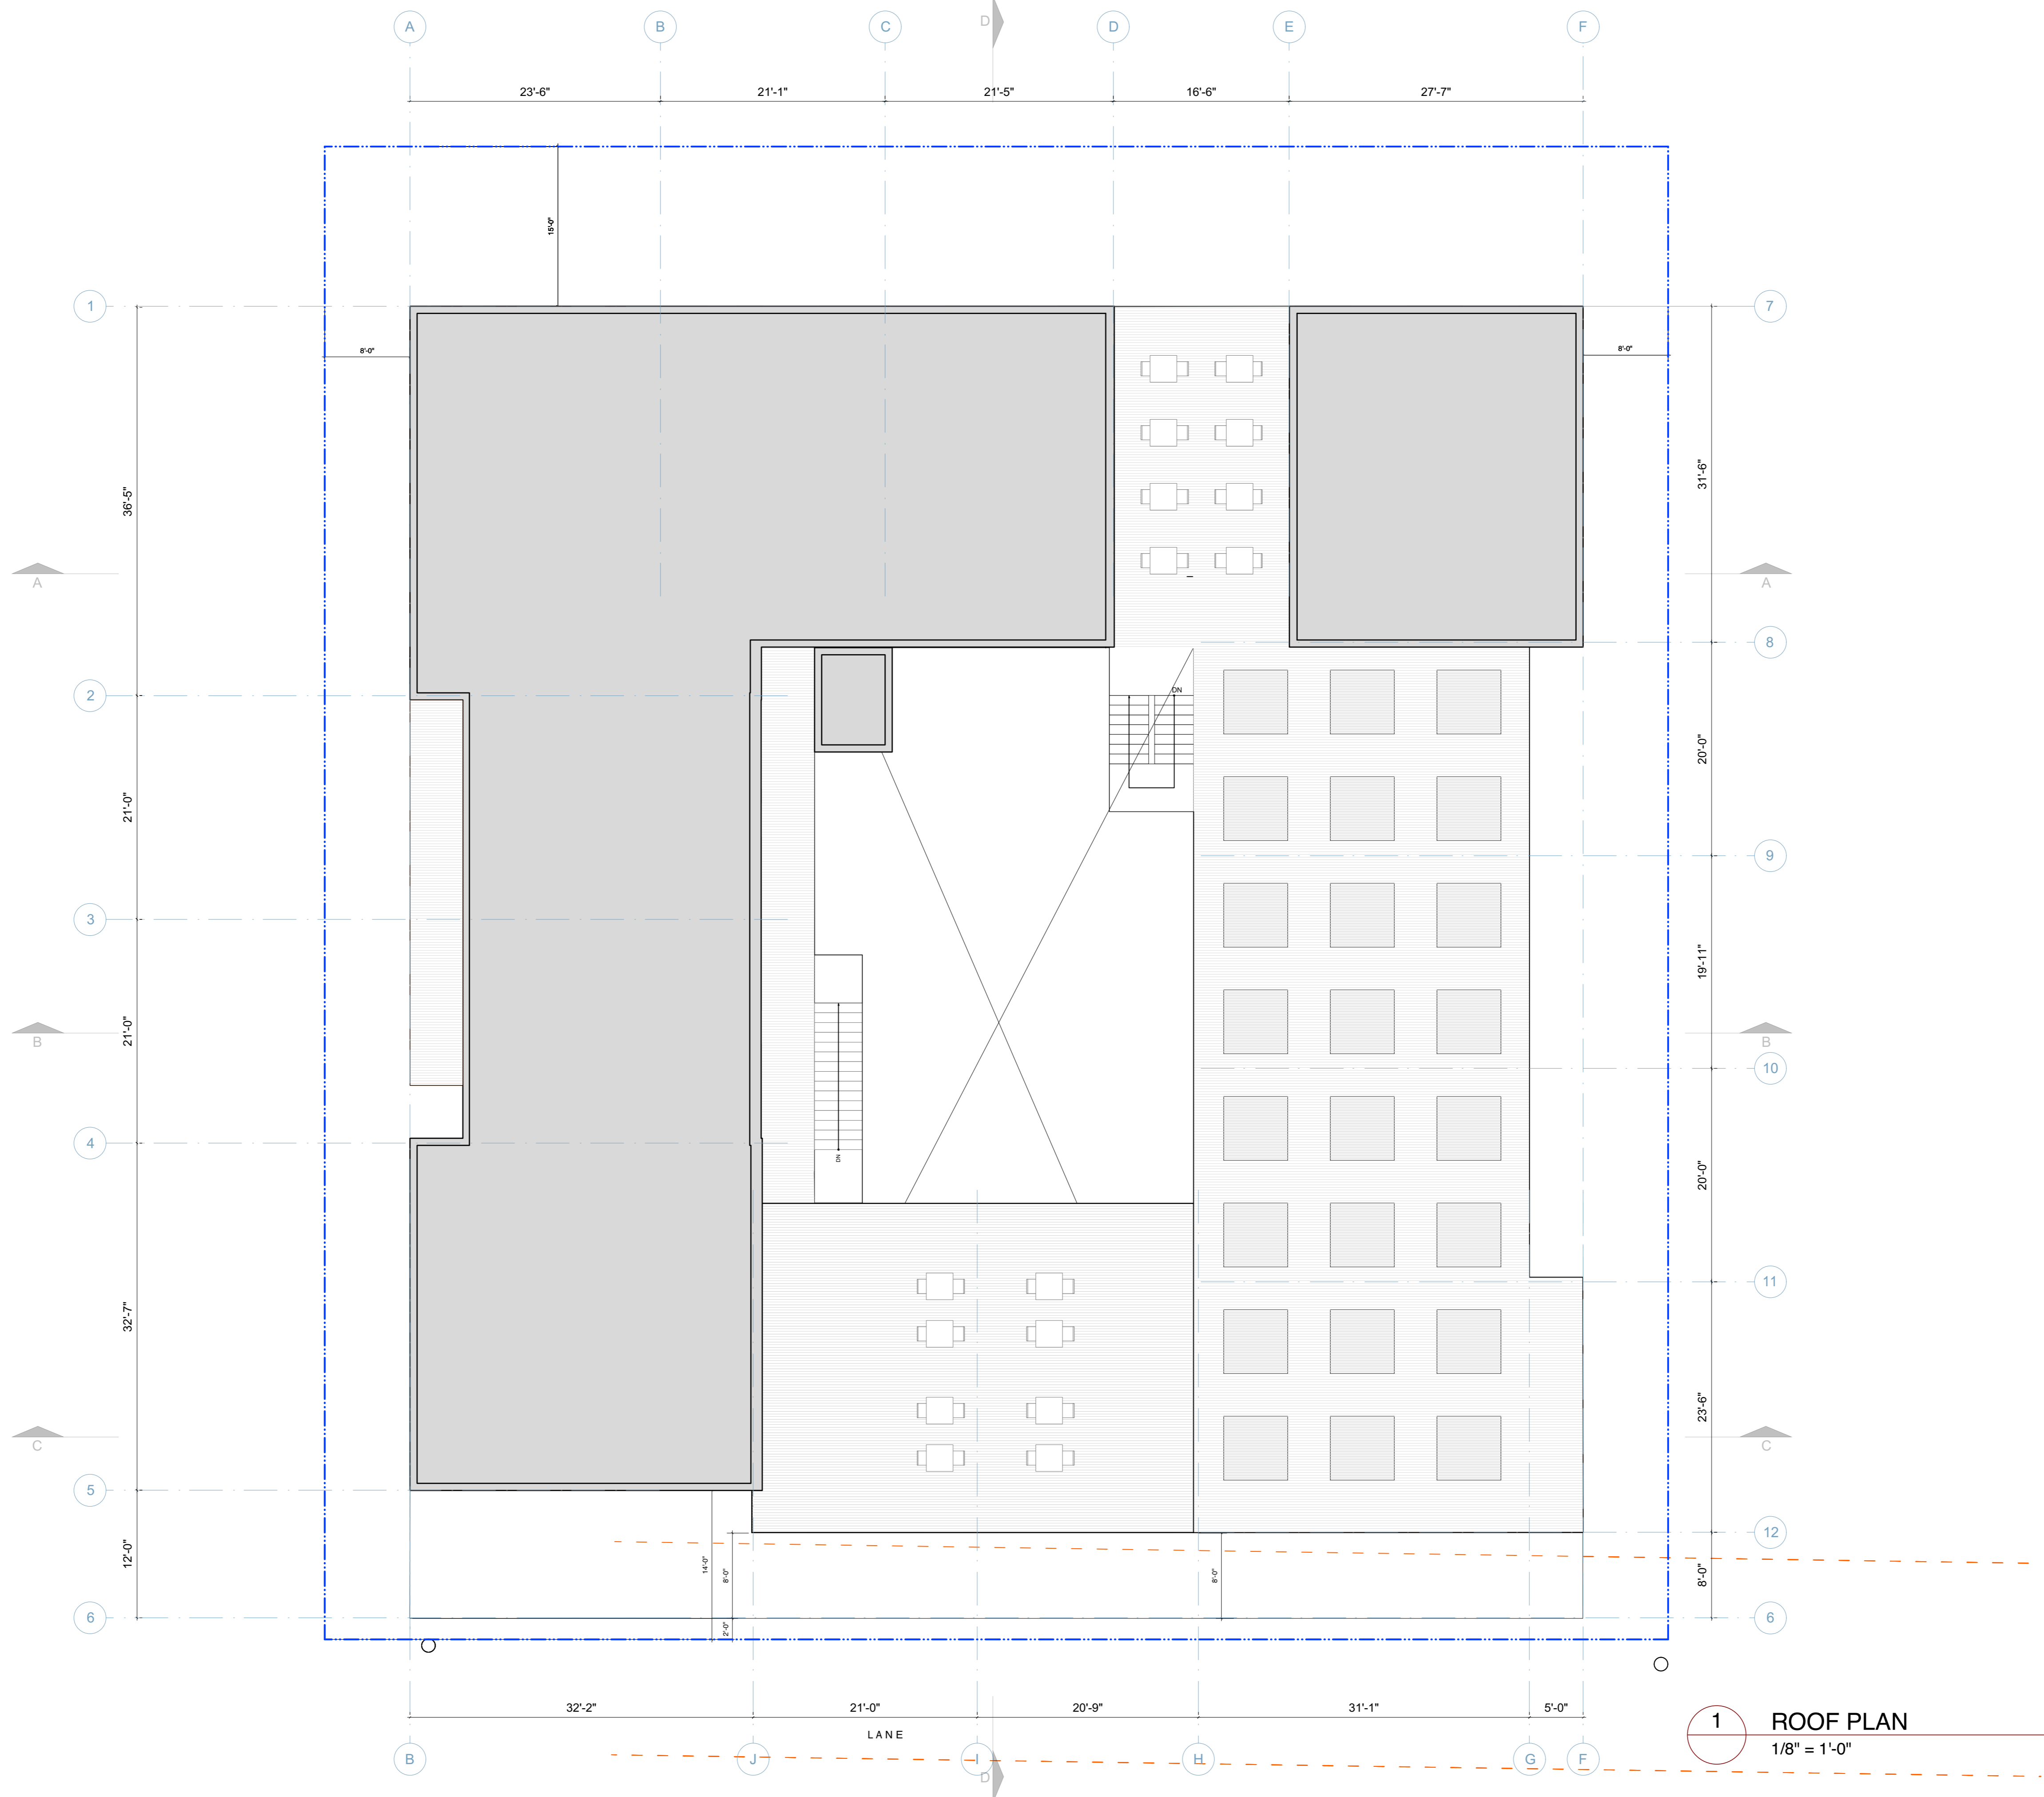 A B C D D E F
23'-6" 21'-1" 21'-5" 16'-6" 27'-7"
15'-0"
1 7
8'-0" 8'-0"
36'-5" 31'-6"
A A
8
2 DN
20'-0"
21'-0"
9
3
19'-11"
21'-0"
B B
10
4
DN
20'-0"
11
32'-7"
23'-6"
C C
5
12
12'-0" 14'-0" 8'-0" 8'-0" 8'-0"
6 2'-0" 6
32'-2" 21'-0" 20'-9" 31'-1" 5'-0"
LANE
1 ROOF PLAN
1/8" = 1'-0"
B J I H G F
D